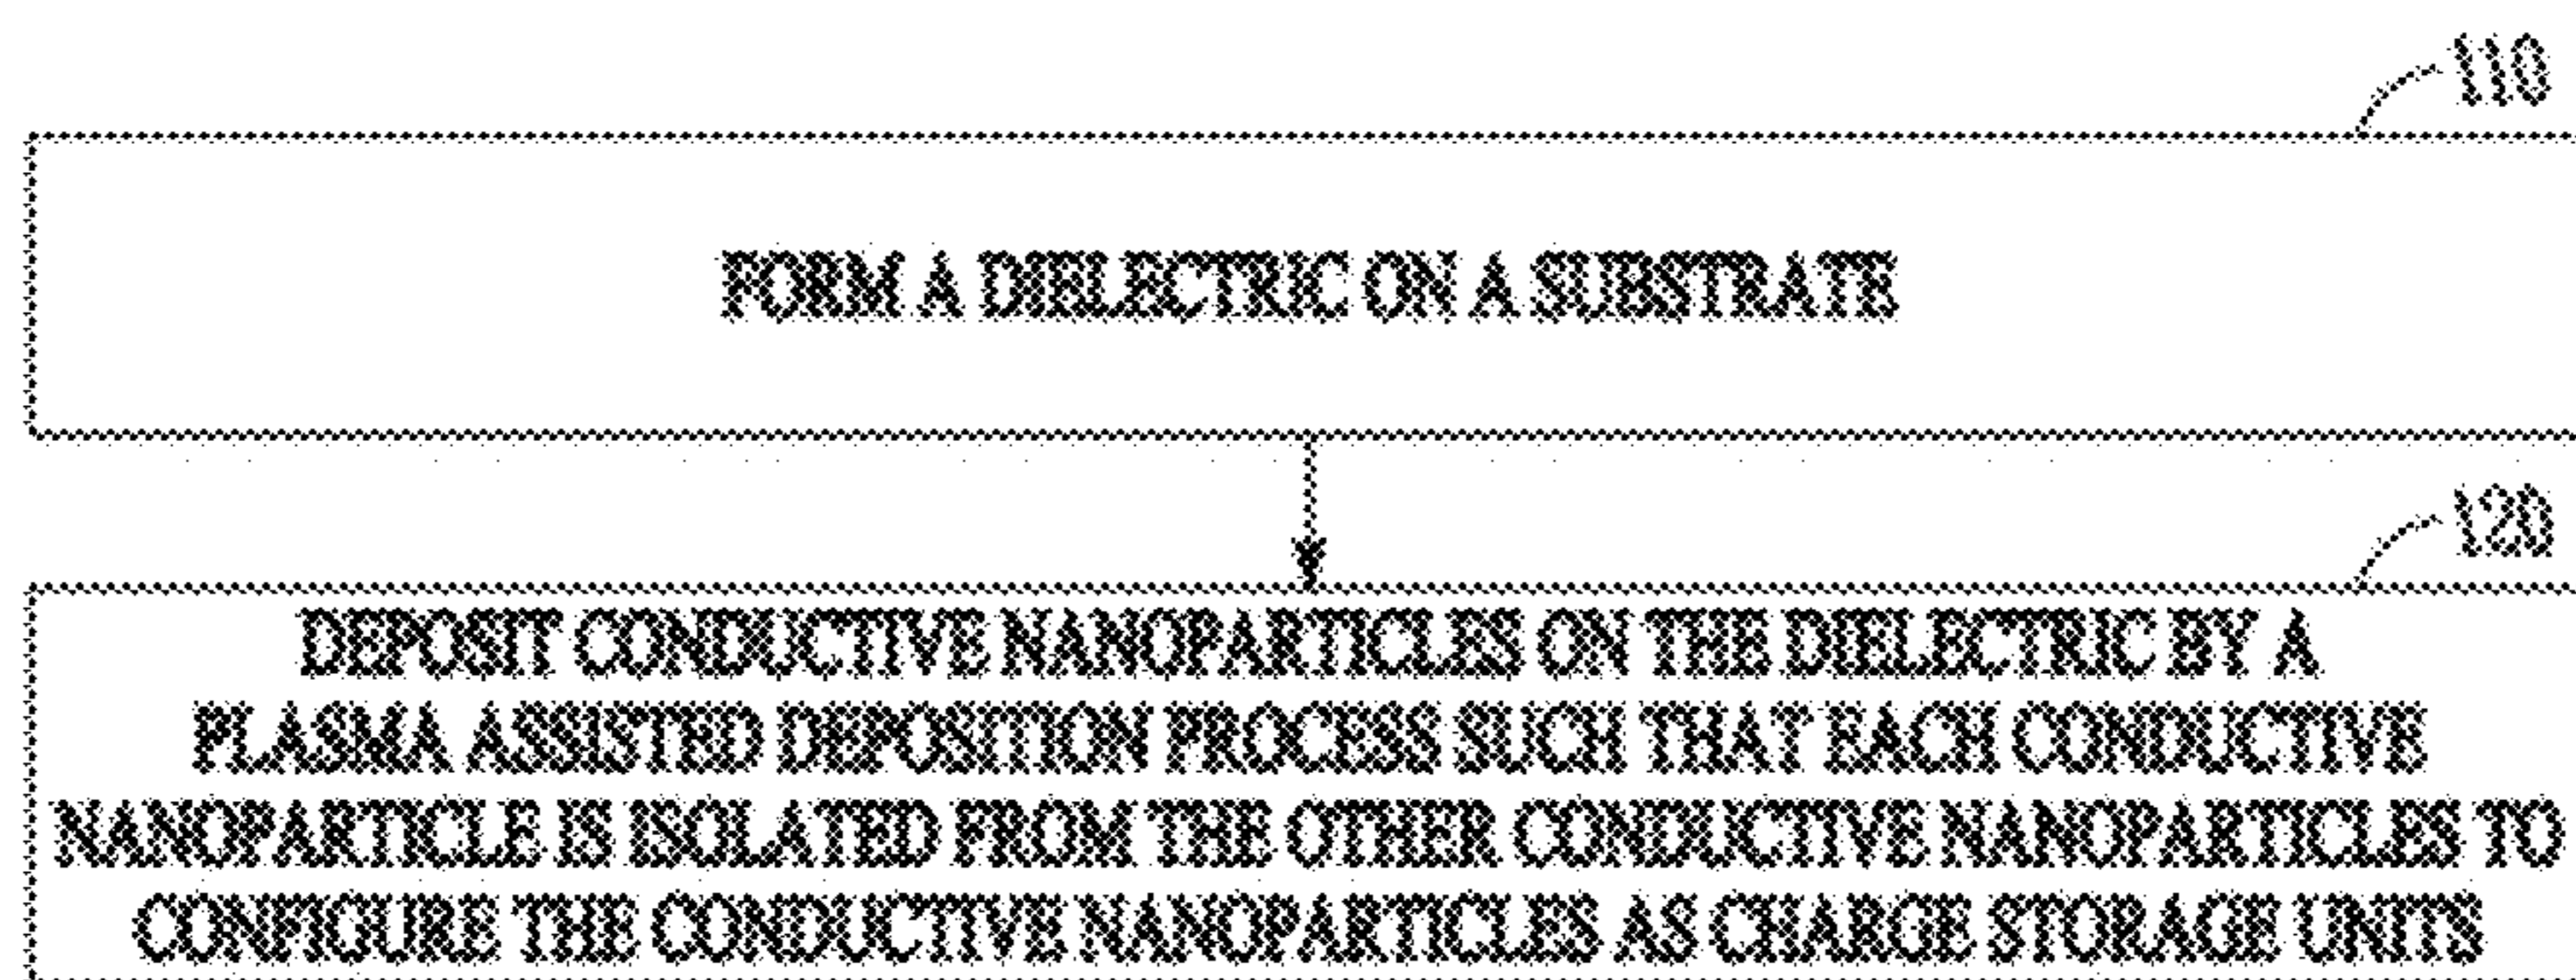 110
FORM A DIELECTRIC ON A SUBSTRATE
120
DEPOSIT CONDUCTIVE NANOPARTICLES ON THE DIELECTRIC BY A
PLASMA ASSISTED DEPOSITION PROCESS SUCH THAT EACH CONDUCTIVE
NANOPARTICLE IS ISOLATED FROM THE OTHER CONDUCTIVE NANOPARTICLES TO
CONFIGURE THE CONDUCTIVE NANOPARTICLES AS CHARGE STORAGE UNITS